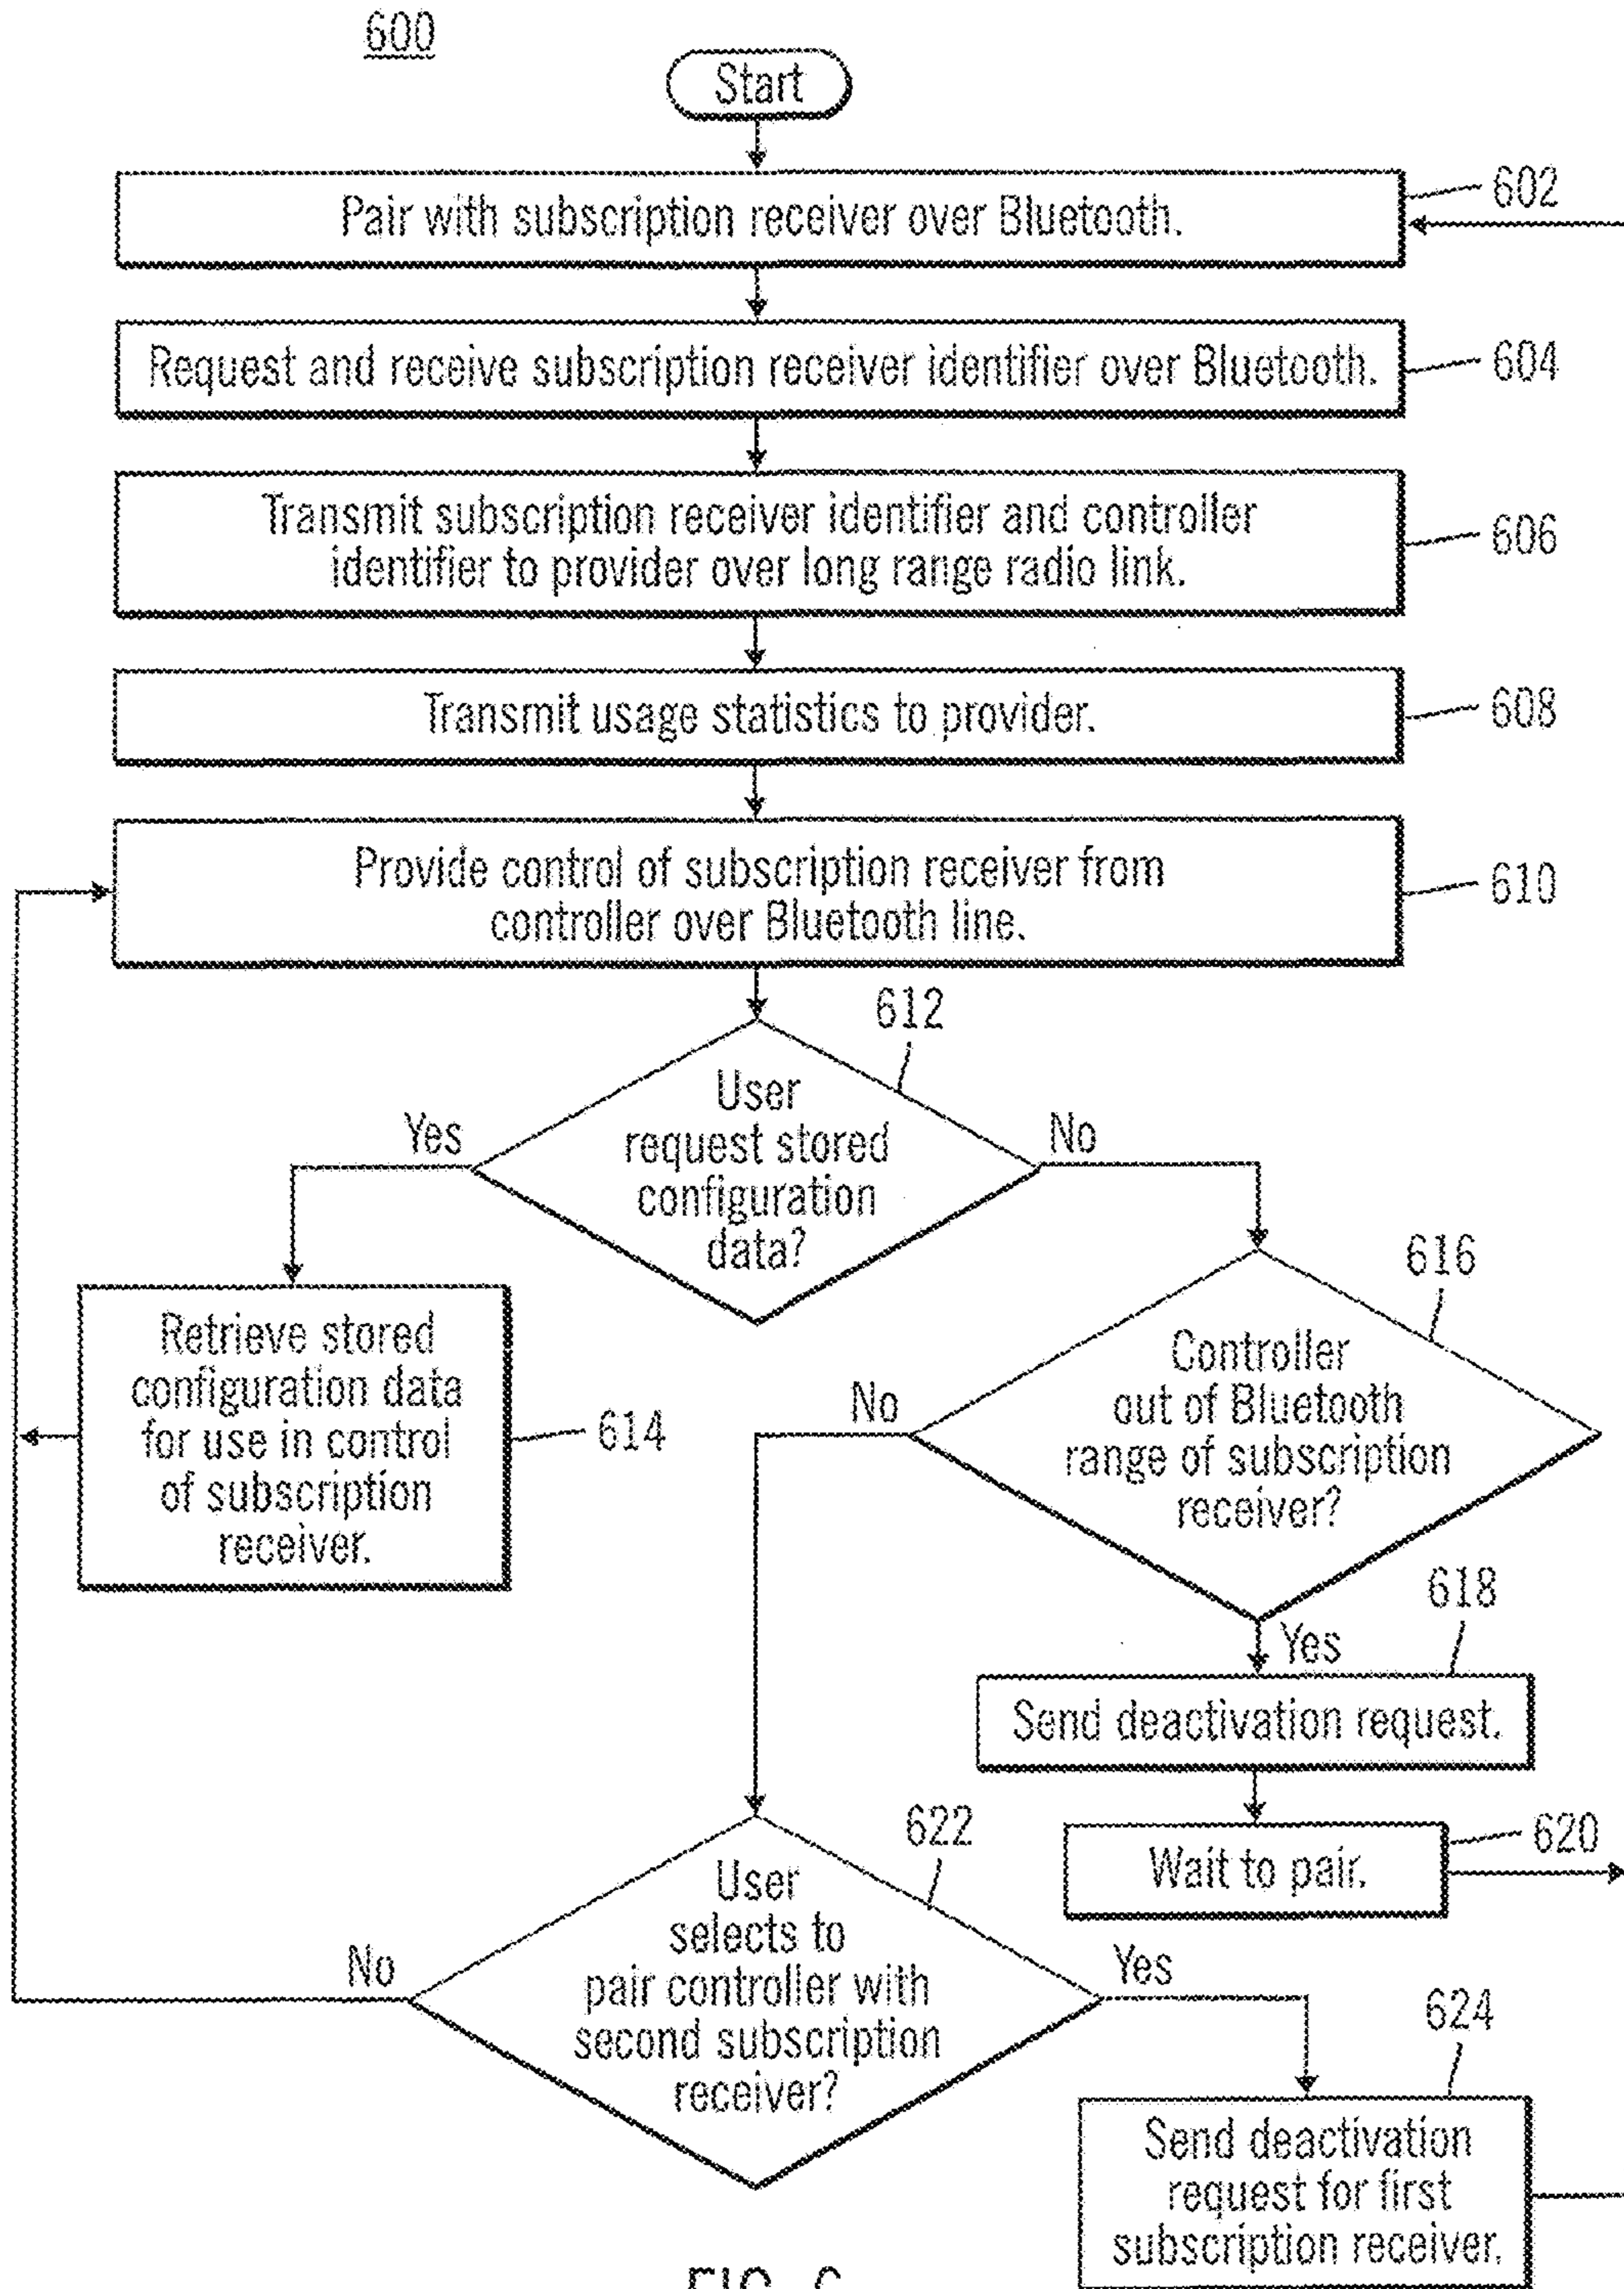 600
Start
Pair with subscription receiver over Bluetooth.
602
Request and receive subscription receiver identifier over Bluetooth.
604
Transmit subscription receiver identifier and controller
identifier to provider over long range radio link.
606
Transmit usage statistics to provider.
608
Provide control of subscription receiver from
controller over Bluetooth line.
610
612
User
request stored
configuration
data?
Yes
No
Retrieve stored
configuration data
for use in control
of subscription
receiver.
614
616
Controller
out of Bluetooth
range of subscription
receiver?
No
Yes
618
Send deactivation request.
Wait to pair.
620
622
User
selects to
pair controller with
second subscription
receiver?
No
Yes
624
Send deactivation
request for first
subscription receiver.
FIG. 6